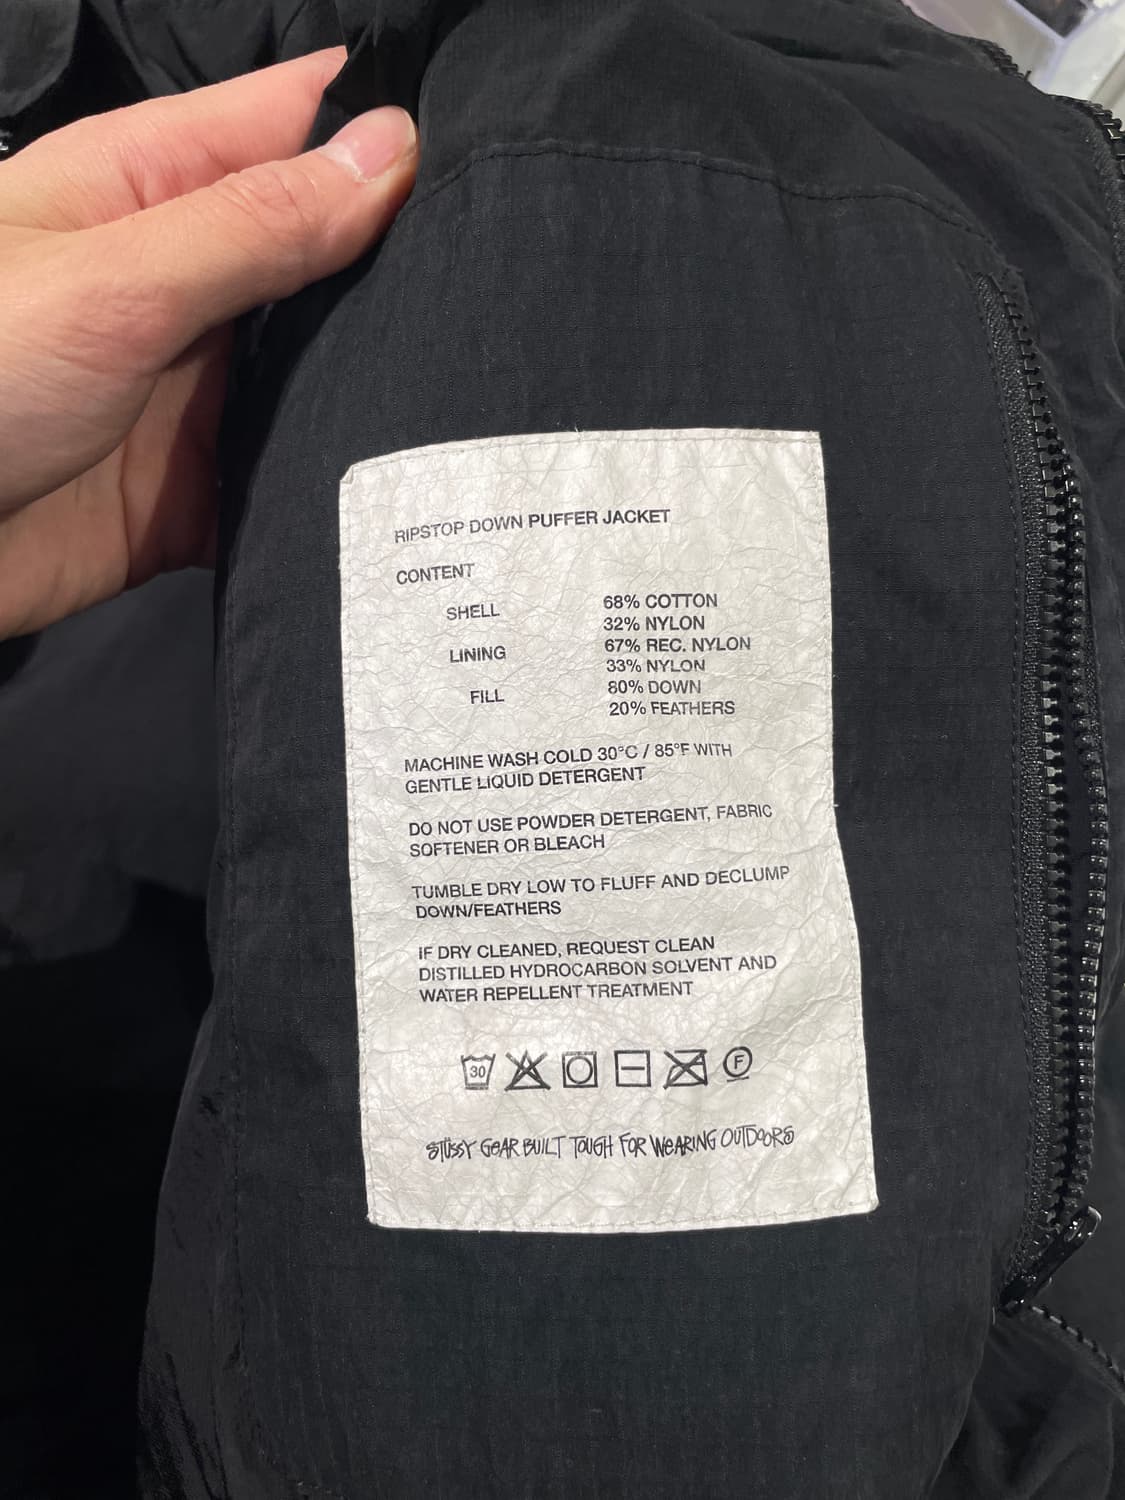 RIPSTOP DOWN PUFFER JACKET
CONTENT
SHELL 68% COTTON
32% NYLON
LINING 67% REC. NYLON
33% NYLON
FILL 80% DOWN
20% FEATHERS
MACHINE WASH COLD 30°C / 85°F WITH
GENTLE LIQUID DETERGENT
DO NOT USE POWDER DETERGENT, FABRIC
SOFTENER OR BLEACH
TUMBLE DRY LOW TO FLUFF AND DECLUMP
DOWN/FEATHERS
IF DRY CLEANED, REQUEST CLEAN
DISTILLED HYDROCARBON SOLVENT AND
WATER REPELLENT TREATMENT
30 F
STÜSSY GEAR BUILT TOUGH FOR WEARING OUTDOORS